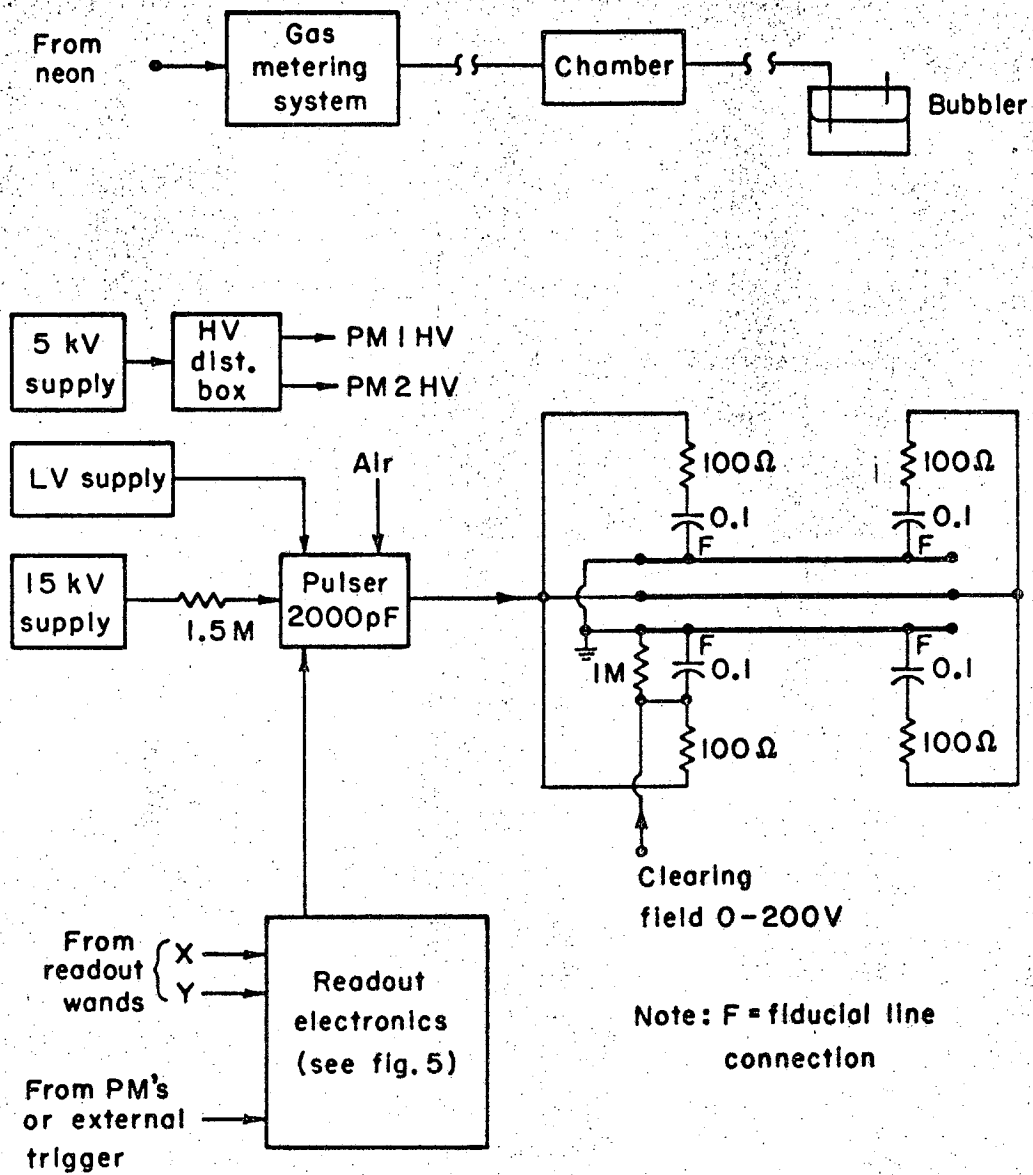 From
neon
Gas
metering
system
Chamber
Bubbler
5 kV
supply
HV
dist.
box
PM 1 HV
PM 2 HV
LV supply
Air
15 kV
supply
1.5 M
Pulser
2000pF
100Ω
0.1
F
100Ω
0.1
F
1M
F
0.1
100Ω
F
0.1
100Ω
Clearing
field 0-200V
From
readout
wands
X
Y
Readout
electronics
(see fig. 5)
From PM's
or external
trigger
Note: F = fiducial line
connection